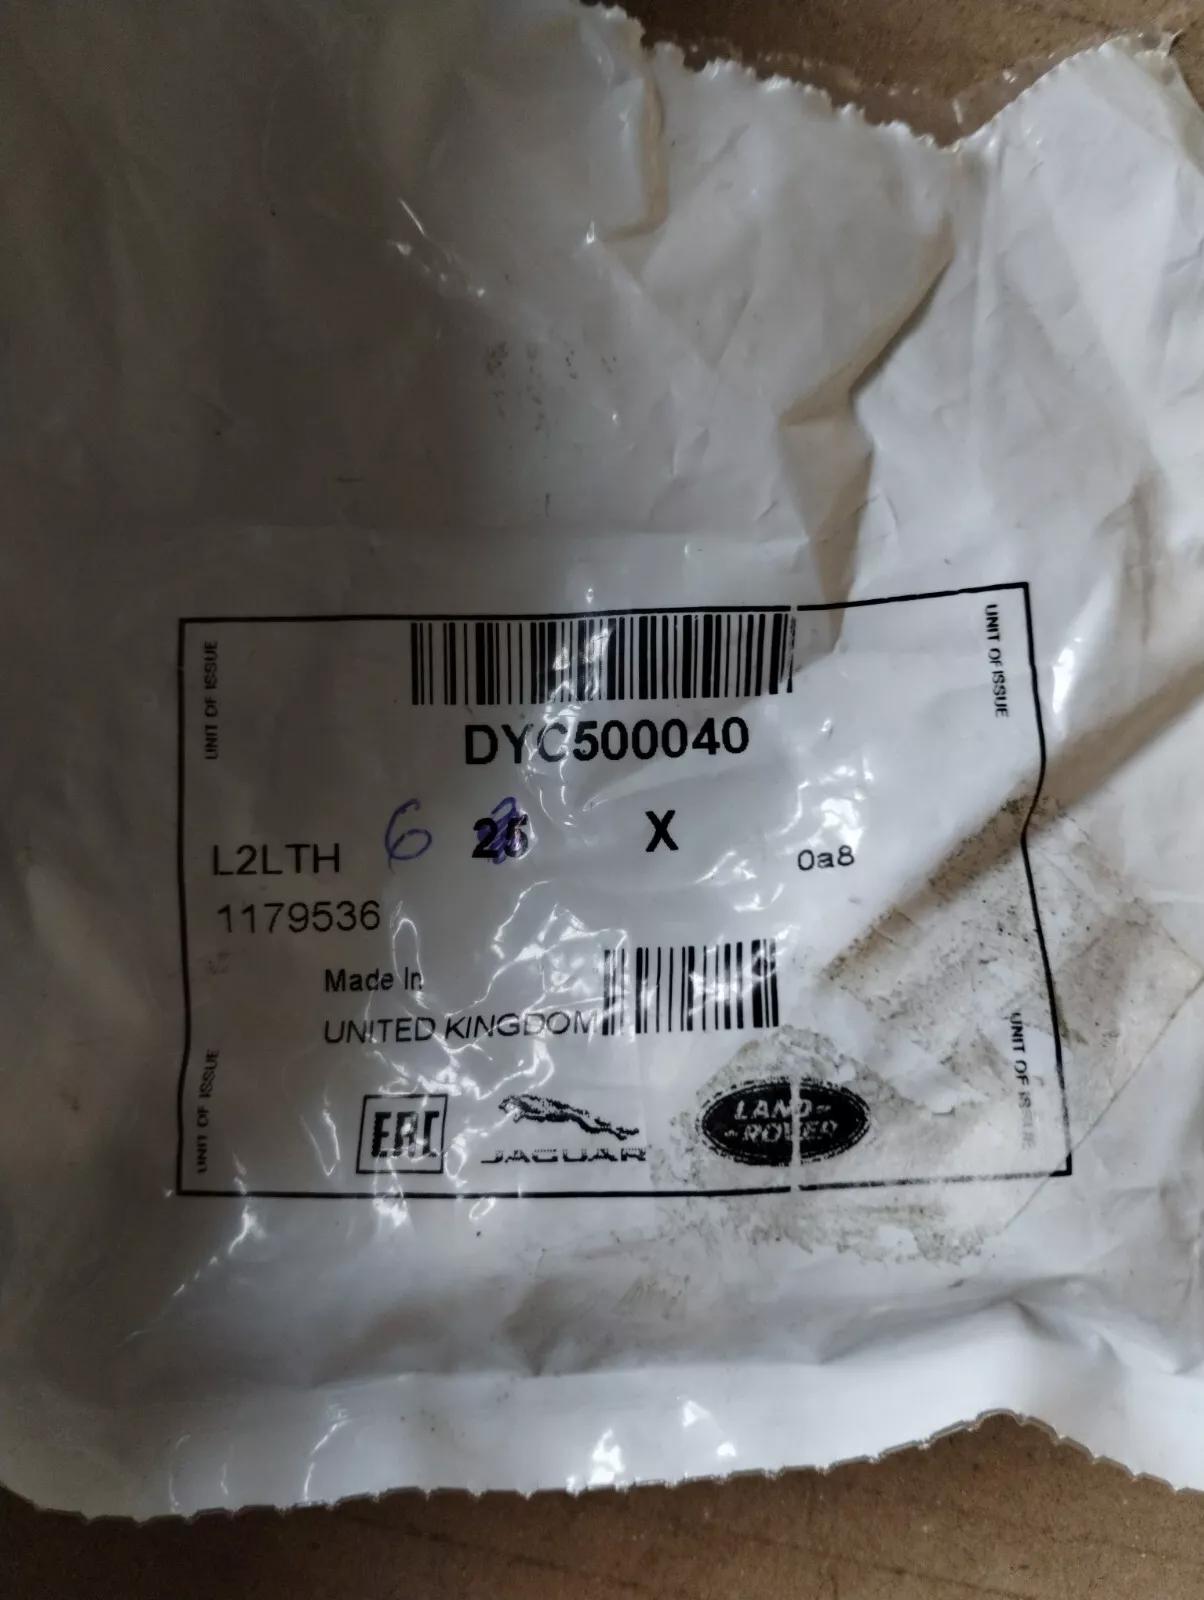 UNIT OF ISSUE
UNIT OF ISSUE
DYC500040
L2LTH 6 25 X 0a8
1179536
Made In
UNITED KINGDOM
UNIT OF ISSUE
UNIT OF ISSUE
EAC
JAGUAR
LAND-
-ROVER